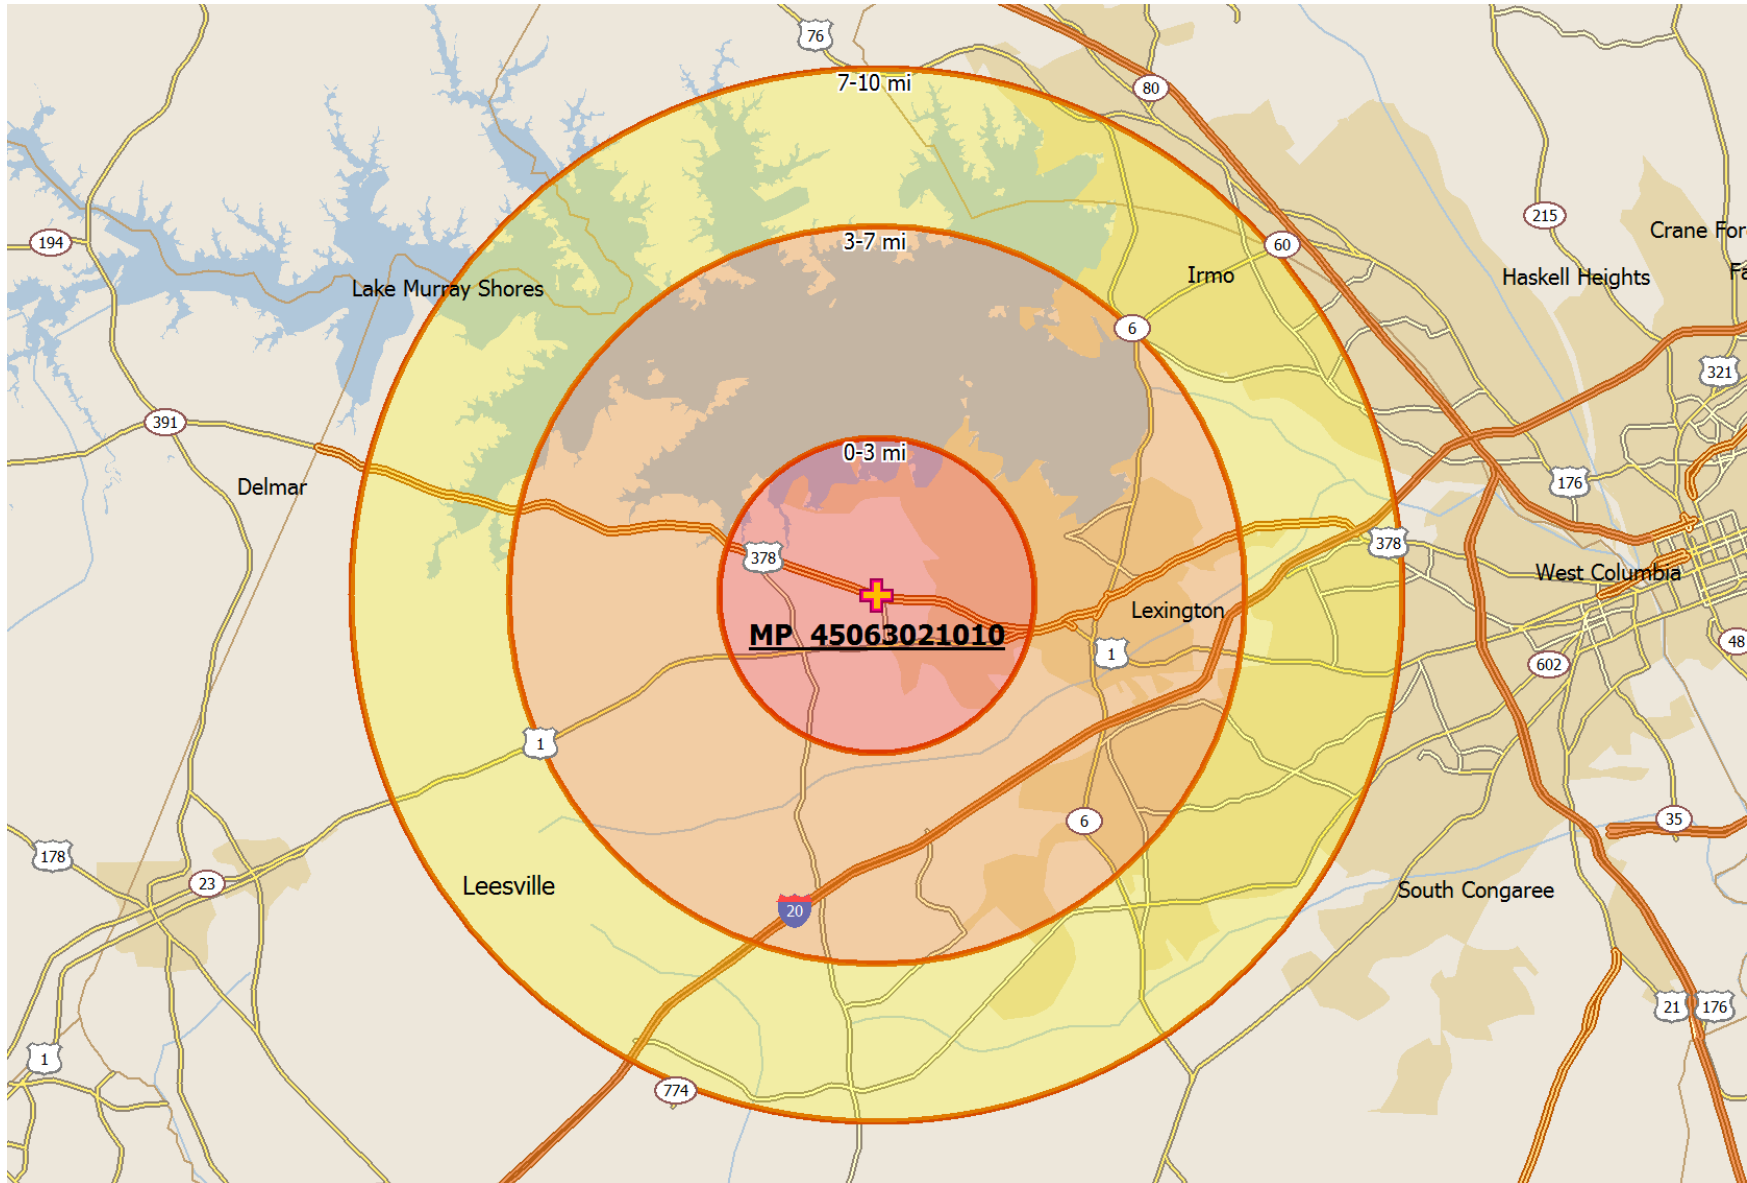 76
7-10 mi
80
215
194
3-7 mi
60
Crane For
Irmo
Haskell Heights
Fa
Lake Murray Shores
6
321
391
0-3 mi
Delmar
176
378
378
West Columbia
Lexington
MP 45063021010
48
1
602
1
6
35
178
23
Leesville
South Congaree
20
21
176
1
774